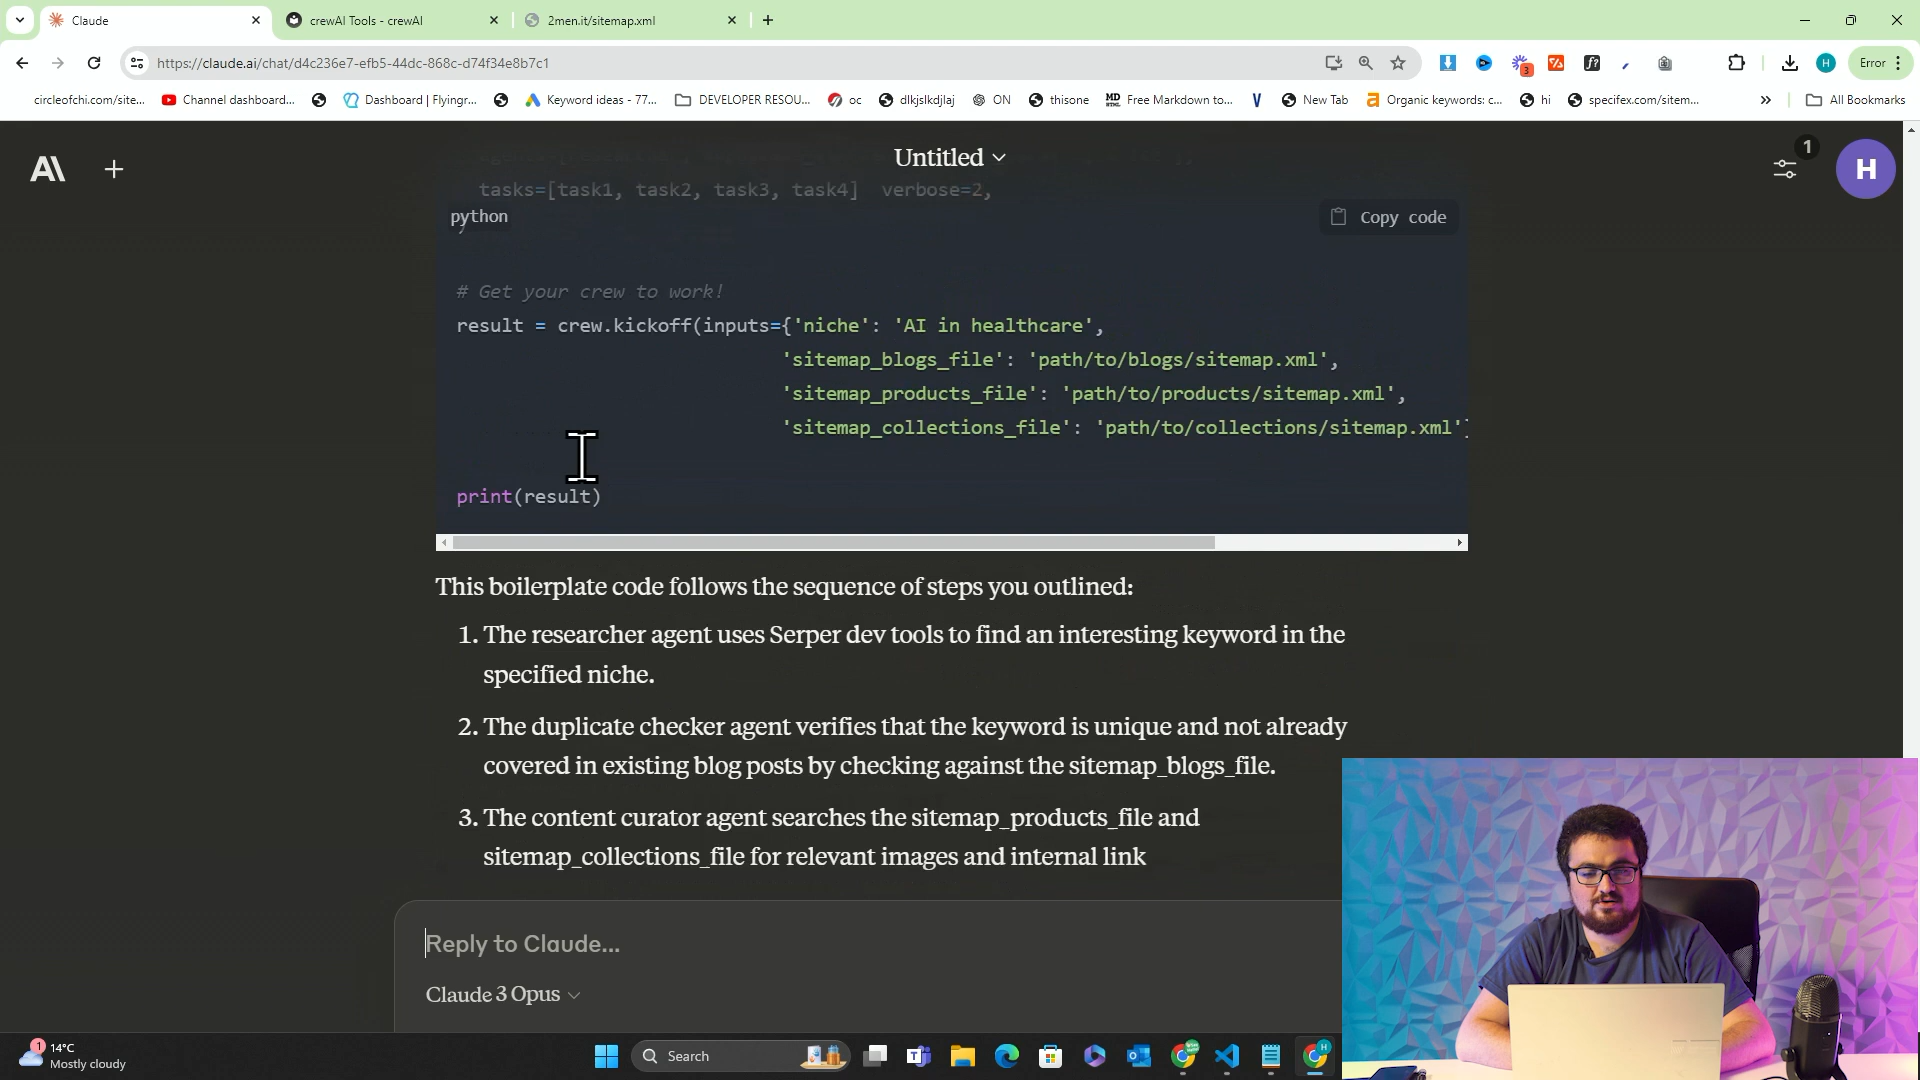 Claude
crewAI Tools - crewAI
2men.it/sitemap.xml
https://claude.ai/chat/d4c236e7-efb5-44dc-868c-d74f34e8b7c1
3
f?
H
Error
circleofchi.com/site...
Channel dashboard...
Dashboard | Flyingr...
Keyword ideas - 77...
DEVELOPER RESOU...
oc
dlkjslkdjlaj
ON
thisone
MD
Free Markdown to...
V
New Tab
Organic keywords: c...
hi
specifex.com/sitem...
All Bookmarks
Untitled
1
H
tasks=[task1, task2, task3, task4]  verbose=2,
python
)
Copy code
# Get your crew to work!
result = crew.kickoff(inputs={'niche': 'AI in healthcare',
'sitemap_blogs_file': 'path/to/blogs/sitemap.xml',
'sitemap_products_file': 'path/to/products/sitemap.xml',
'sitemap_collections_file': 'path/to/collections/sitemap.xml'}
print(result)
This boilerplate code follows the sequence of steps you outlined:
1. The researcher agent uses Serper dev tools to find an interesting keyword in the
specified niche.
2. The duplicate checker agent verifies that the keyword is unique and not already
covered in existing blog posts by checking against the sitemap_blogs_file.
3. The content curator agent searches the sitemap_products_file and
sitemap_collections_file for relevant images and internal link
Reply to Claude...
Claude 3 Opus
1
14°C
Mostly cloudy
Search